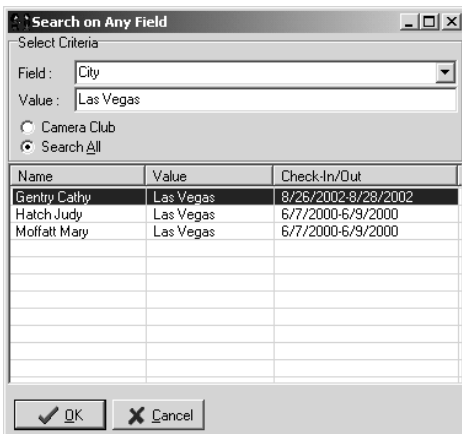 Search on Any Field
Select Criteria
Field : City
Value : Las Vegas
Camera Club
Search All
Name Value Check-In/Out
Gentry Cathy Las Vegas 8/26/2002-8/28/2002
Hatch Judy Las Vegas 6/7/2000-6/9/2000
Moffatt Mary Las Vegas 6/7/2000-6/9/2000
OK Cancel